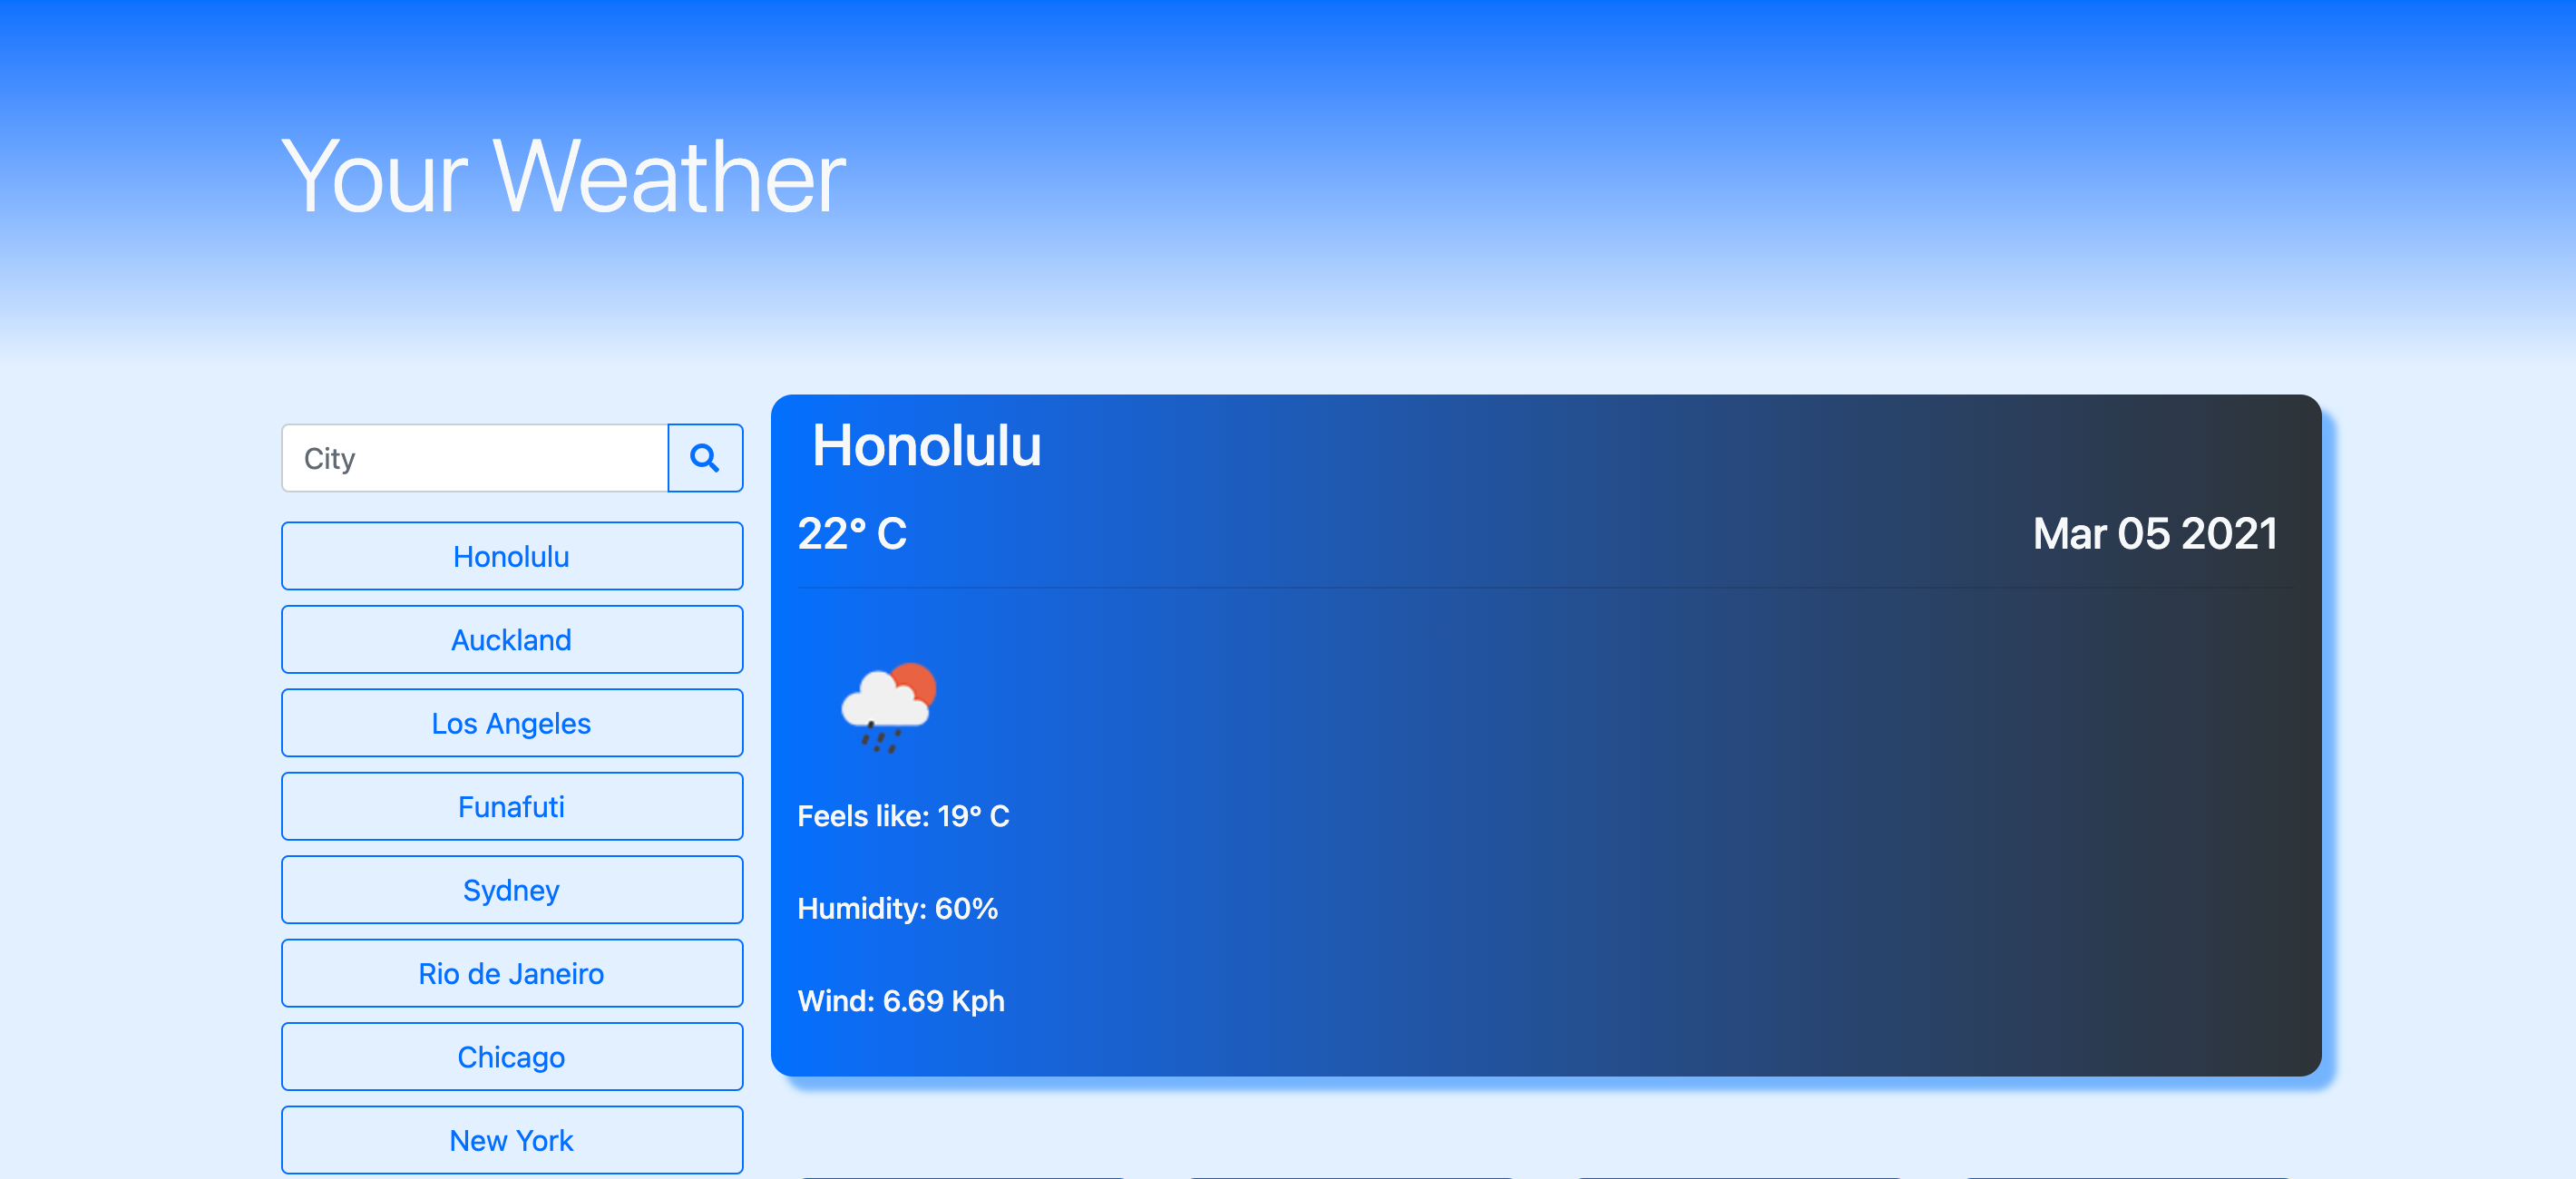 Your Weather
City
Honolulu
Auckland
Los Angeles
Funafuti
Sydney
Rio de Janeiro
Chicago
New York
Honolulu
22° C
Mar 05 2021
Feels like: 19° C
Humidity: 60%
Wind: 6.69 Kph